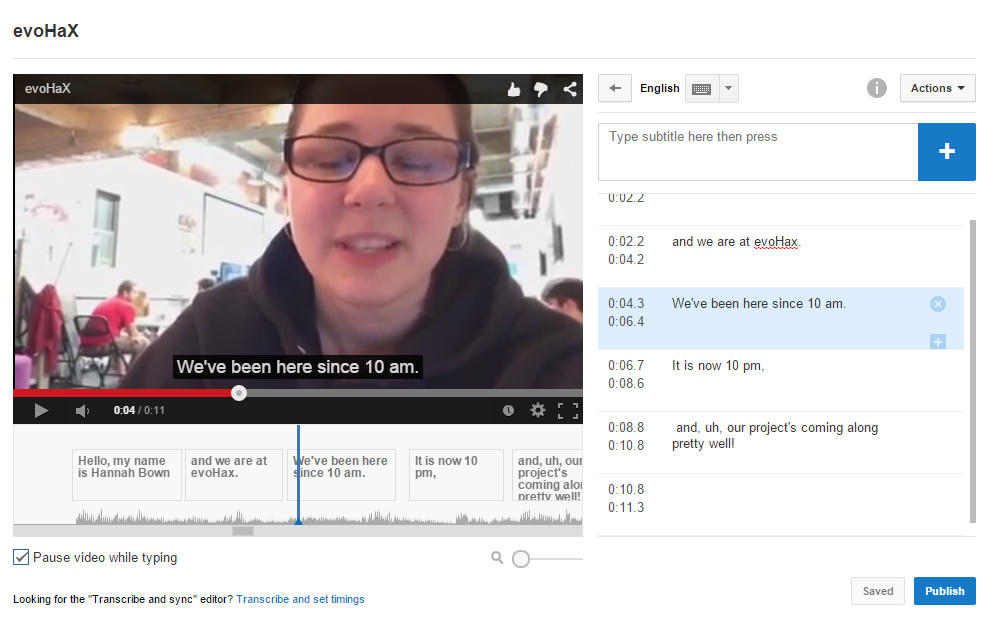 evoHaX
evoHaX
We've been here since 10 am.
0:04 / 0:11
Hello, my name
is Hannah Bown
and we are at
evoHax.
We've been here
since 10 am.
It is now 10
pm,
and, uh, our
project's
coming along
pretty well!
Pause video while typing
Looking for the "Transcribe and sync" editor? Transcribe and set timings
English
Actions
Type subtitle here then press
+
0:02.2
0:02.2 and we are at evoHax.
0:04.2
0:04.3 We've been here since 10 am.
0:06.4
0:06.7 It is now 10 pm,
0:08.6
0:08.8 and, uh, our project's coming along
0:10.8 pretty well!
0:10.8
0:11.3
Saved
Publish